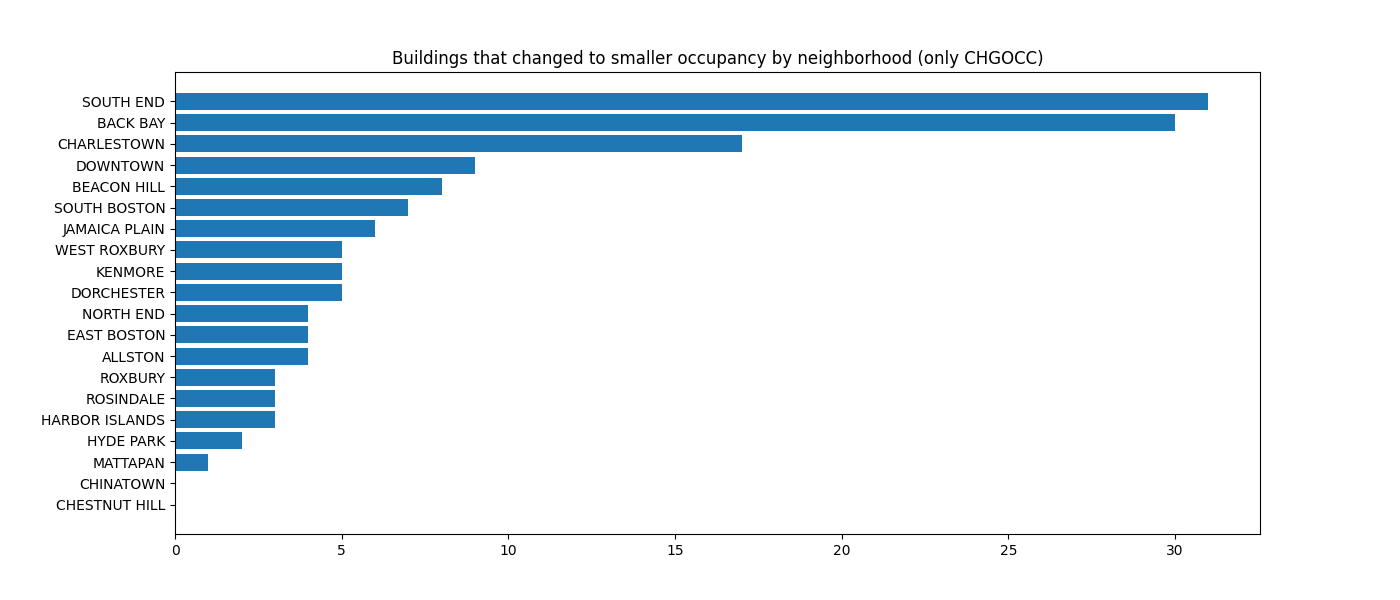 Buildings that changed to smaller occupancy by neighborhood (only CHGOCC)
SOUTH END
BACK BAY
CHARLESTOWN
DOWNTOWN
BEACON HILL
SOUTH BOSTON
JAMAICA PLAIN
WEST ROXBURY
KENMORE
DORCHESTER
NORTH END
EAST BOSTON
ALLSTON
ROXBURY
ROSINDALE
HARBOR ISLANDS
HYDE PARK
MATTAPAN
CHINATOWN
CHESTNUT HILL
0 5 10 15 20 25 30